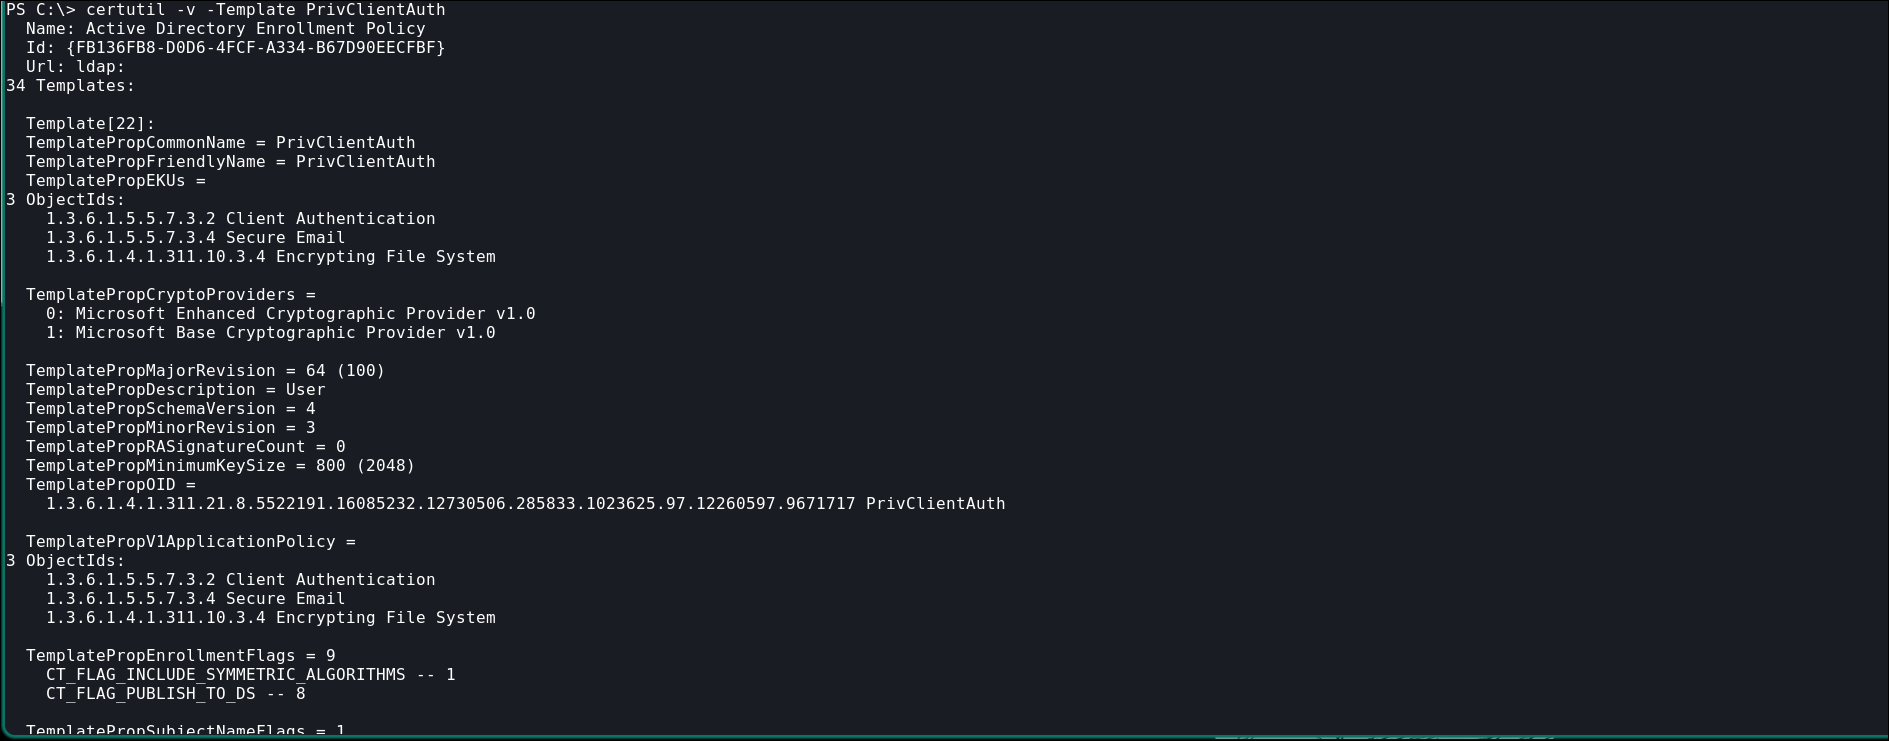 PS C:\> certutil -v -Template PrivClientAuth
Name: Active Directory Enrollment Policy
Id: {FB136FB8-D0D6-4FCF-A334-B67D90EECFBF}
Url: ldap:
34 Templates:
Template[22]:
TemplatePropCommonName = PrivClientAuth
TemplatePropFriendlyName = PrivClientAuth
TemplatePropEKUs =
3 ObjectIds:
1.3.6.1.5.5.7.3.2 Client Authentication
1.3.6.1.5.5.7.3.4 Secure Email
1.3.6.1.4.1.311.10.3.4 Encrypting File System
TemplatePropCryptoProviders =
0: Microsoft Enhanced Cryptographic Provider v1.0
1: Microsoft Base Cryptographic Provider v1.0
TemplatePropMajorRevision = 64 (100)
TemplatePropDescription = User
TemplatePropSchemaVersion = 4
TemplatePropMinorRevision = 3
TemplatePropRASignatureCount = 0
TemplatePropMinimumKeySize = 800 (2048)
TemplatePropOID =
1.3.6.1.4.1.311.21.8.5522191.16085232.12730506.285833.1023625.97.12260597.9671717 PrivClientAuth
TemplatePropV1ApplicationPolicy =
3 ObjectIds:
1.3.6.1.5.5.7.3.2 Client Authentication
1.3.6.1.5.5.7.3.4 Secure Email
1.3.6.1.4.1.311.10.3.4 Encrypting File System
TemplatePropEnrollmentFlags = 9
CT_FLAG_INCLUDE_SYMMETRIC_ALGORITHMS -- 1
CT_FLAG_PUBLISH_TO_DS -- 8
TemplatePropSubjectNameFlags = 1